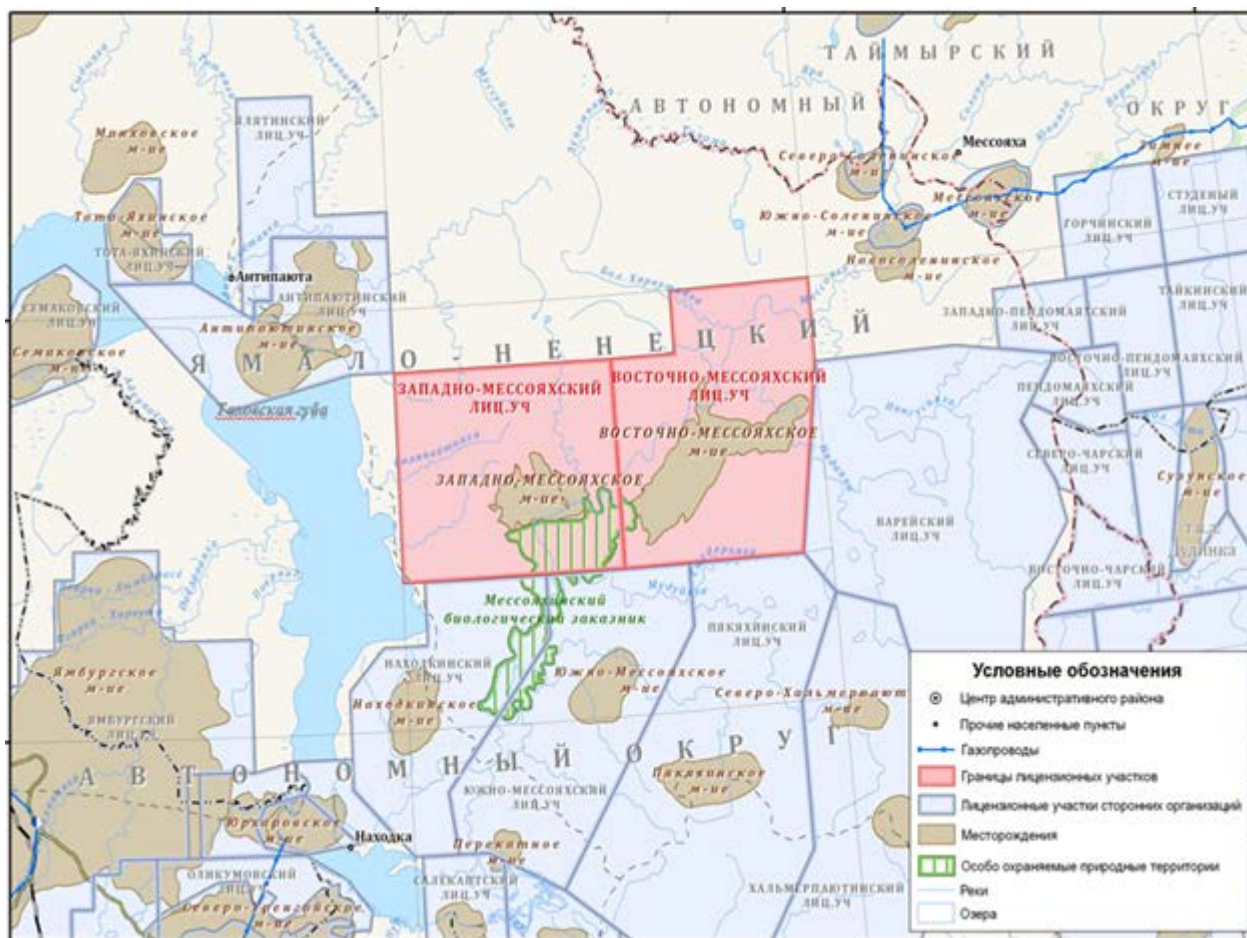 ТАЙМЫРСКИЙ
АВТОНОМНЫЙ
ОКРУГ
Мессояха
Зимнее
м-ие
Северо-Соленинское
м-ие
Мессояхское
м-ие
Южно-Соленинское
м-ие
Новосоленинское
м-ие
Тота-Яхинское
м-ие
ТОТА-ЯХИНСКИЙ
ЛИЦ.УЧ
Антипаюта
АНТИПАЮТИНСКИЙ
ЛИЦ.УЧ
Антипаютинское
м-ие
СЕМАКОВСКИЙ
ЛИЦ.УЧ
Семаковское
м-ие
ГОРЧИНСКИЙ
ЛИЦ.УЧ
СТУДЕНЫЙ
ЛИЦ.УЧ
ТАЙКИНСКИЙ
ЛИЦ.УЧ
ЗАПАДНО-ПЕНДОМАЯХСКИЙ
ЛИЦ.УЧ
ВОСТОЧНО-ПЕНДОМАЯХСКИЙ
ЛИЦ.УЧ
ПЕНДОМАЯХСКИЙ
ЛИЦ.УЧ
ЯМАЛО-НЕНЕЦКИЙ
ЗАПАДНО-МЕССОЯХСКИЙ
ЛИЦ.УЧ
ВОСТОЧНО-МЕССОЯХСКИЙ
ЛИЦ.УЧ
Тазовская губа
ВОСТОЧНО-МЕССОЯХСКОЕ
м-ие
ЗАПАДНО-МЕССОЯХСКОЕ
м-ие
СЕВЕРО-ЧАРСКИЙ
ЛИЦ.УЧ
Сузунское
м-ие
ВАРЕЙСКИЙ
ЛИЦ.УЧ
ВОСТОЧНО-ЧАРСКИЙ
ЛИЦ.УЧ
Мудуйяха
Мессояхинский
биологический заказник
ПЯКЯХИНСКИЙ
ЛИЦ.УЧ
Ямбургское
м-ие
ЯМБУРГСКИЙ
ЛИЦ.УЧ
НАХОДКИНСКИЙ
ЛИЦ.УЧ
Находкинское
м-ие
Южно-Мессояхское
м-ие
Северо-Хальмерпают
м-ие
АВТОНОМНЫЙ ОКРУГ
Пякяхинское
м-ие
ЮЖНО-МЕССОЯХСКИЙ
ЛИЦ.УЧ
Юрхаровское
м-ие
Находка
Перекатное
м-ие
ОЛИКУМОВСКИЙ
ЛИЦ.УЧ
САЛЕКАПТСКИЙ
ЛИЦ.УЧ
ХАЛЬМЕРПАЮТИНСКИЙ
ЛИЦ.УЧ
Северо-Уренгойское
м-ие
Условные обозначения
Центр административного района
Прочие населенные пункты
Газопроводы
Границы лицензионных участков
Лицензионные участки сторонних организаций
Месторождения
Особо охраняемые природные территории
Реки
Озера